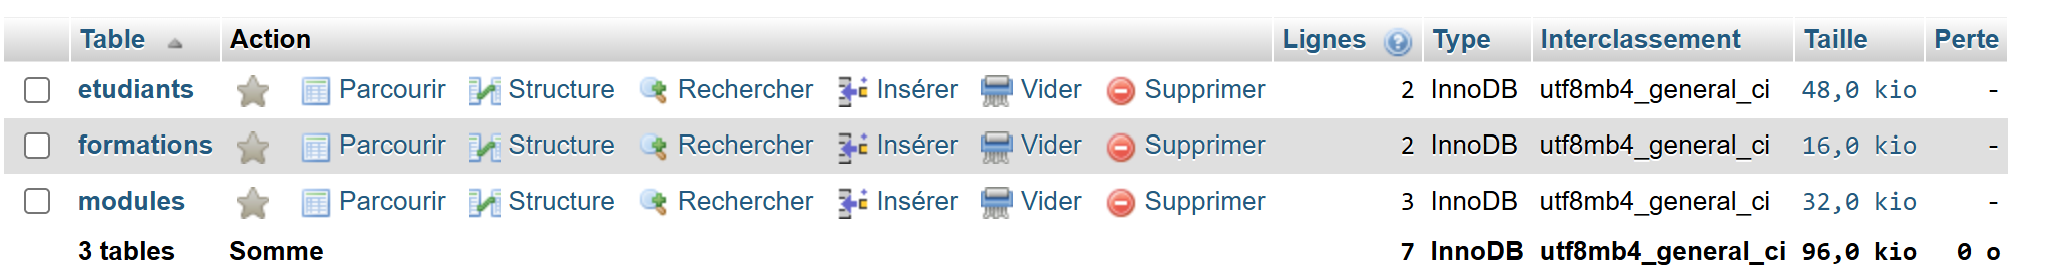 Table Action Lignes Type Interclassement Taille Perte
etudiants Parcourir Structure Rechercher Insérer Vider Supprimer 2 InnoDB utf8mb4_general_ci 48,0 kio -
formations Parcourir Structure Rechercher Insérer Vider Supprimer 2 InnoDB utf8mb4_general_ci 16,0 kio -
modules Parcourir Structure Rechercher Insérer Vider Supprimer 3 InnoDB utf8mb4_general_ci 32,0 kio -
3 tables Somme 7 InnoDB utf8mb4_general_ci 96,0 kio 0 o